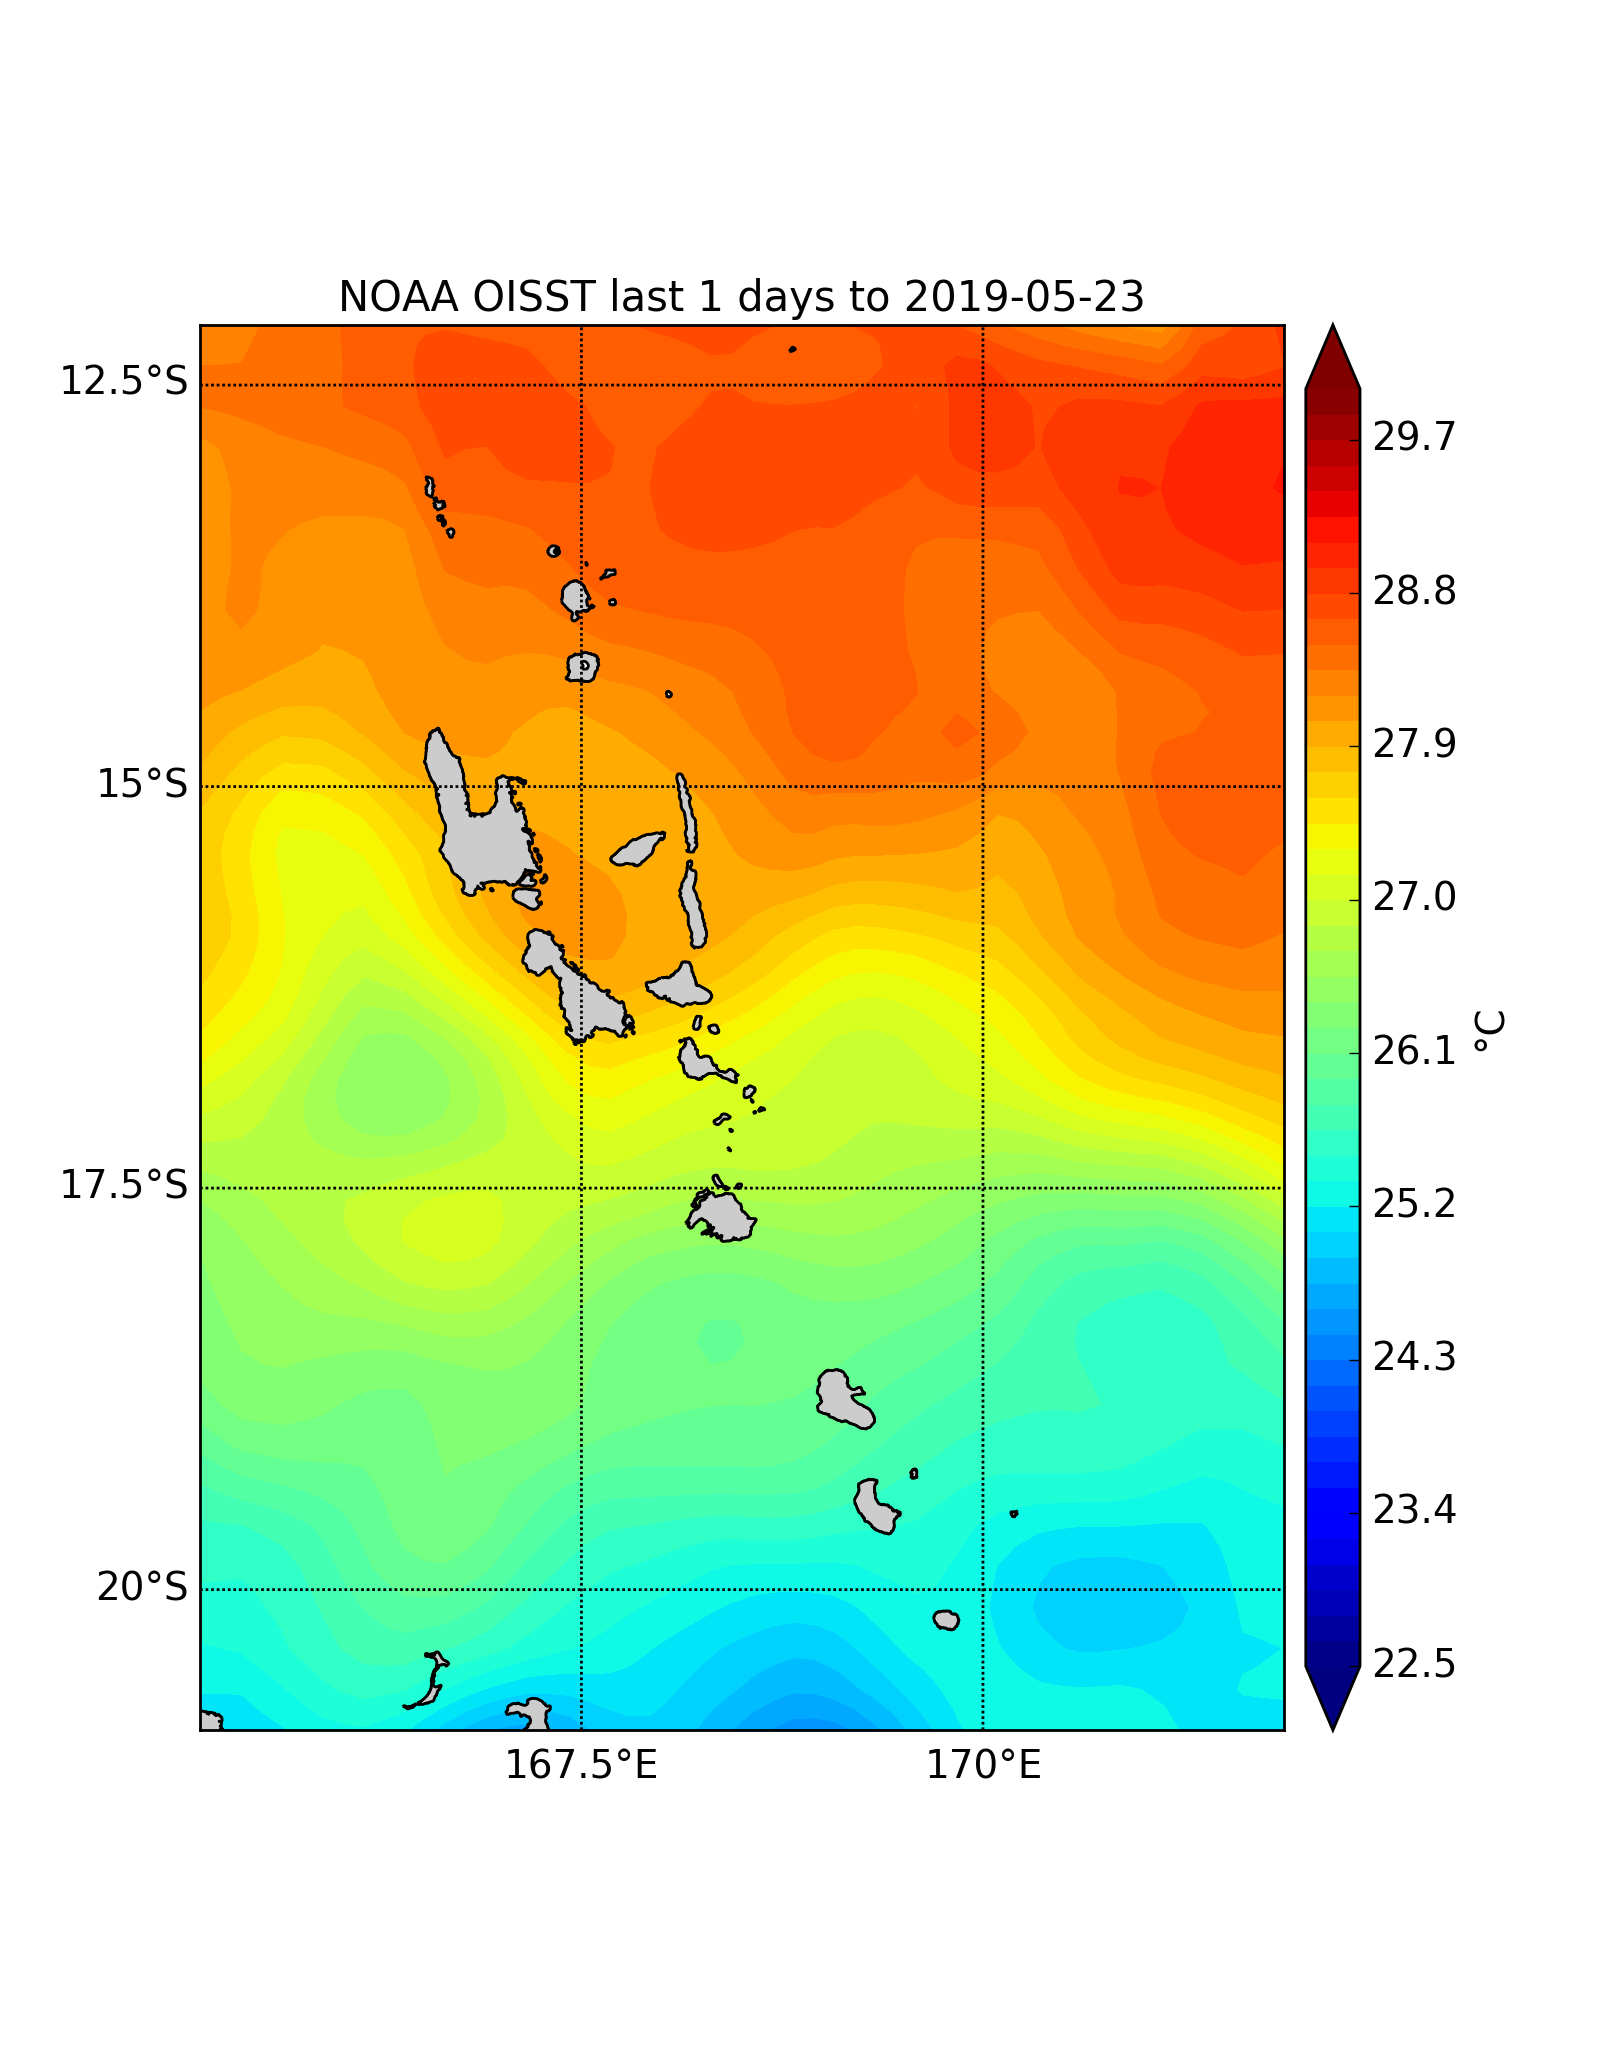 NOAA OISST last 1 days to 2019-05-23
12.5°S
15°S
17.5°S
20°S
167.5°E
170°E
29.7
28.8
27.9
27.0
26.1
25.2
24.3
23.4
22.5
°C